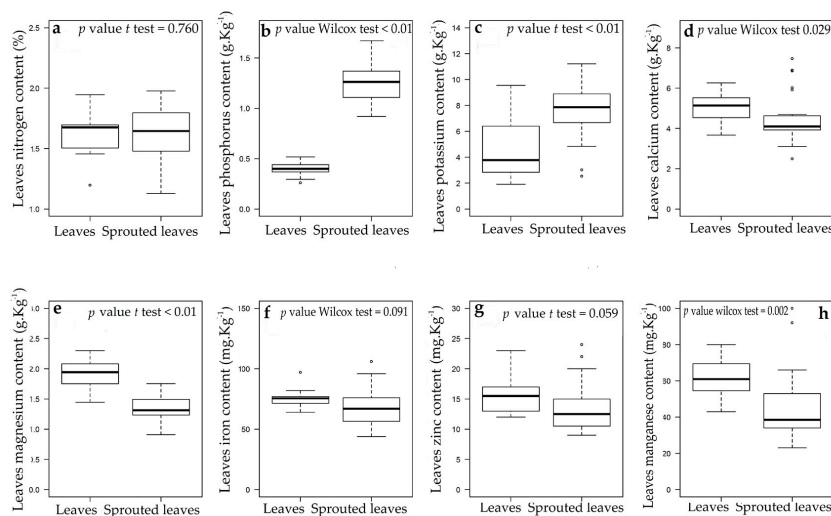 a
p value t test = 0.760
Leaves nitrogen content (%)
2.5
2.0
1.5
1.0
Leaves Sprouted leaves
b
p value Wilcox test < 0.01
Leaves phosphorus content (g.Kg-1)
1.5
1.0
0.5
0.0
Leaves Sprouted leaves
c
p value t test < 0.01
Leaves potassium content (g.Kg-1)
14
12
10
8
6
4
2
0
Leaves Sprouted leaves
d
p value Wilcox test 0.029
Leaves calcium content (g.Kg-1)
8
6
4
2
0
Leaves Sprouted leaves
e
p value t test < 0.01
Leaves magnesium content (g.Kg-1)
2.5
2.0
0.0
Leaves Sprouted leaves
f
p value Wilcox test = 0.091
Leaves iron content (mg.Kg-1)
150
100
50
0
Leaves Sprouted leaves
g
p value t test = 0.059
Leaves zinc content (mg.Kg-1)
30
25
20
15
10
5
0
Leaves Sprouted leaves
h
p value wilcox test = 0.002
Leaves manganese content (mg.Kg-1)
100
80
40
20
0
Leaves Sprouted leaves